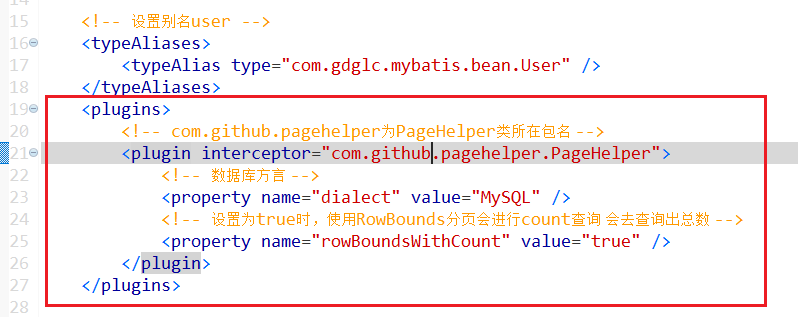 14
15 <!-- 设置别名user -->
16 <typeAliases>
17 <typeAlias type="com.gdglc.mybatis.bean.User" />
18 </typeAliases>
19 <plugins>
20 <!-- com.github.pagehelper为PageHelper类所在包名 -->
21 <plugin interceptor="com.github.pagehelper.PageHelper">
22 <!-- 数据库方言 -->
23 <property name="dialect" value="MySQL" />
24 <!-- 设置为true时，使用RowBounds分页会进行count查询 会去查询出总数 -->
25 <property name="rowBoundsWithCount" value="true" />
26 </plugin>
27 </plugins>
28